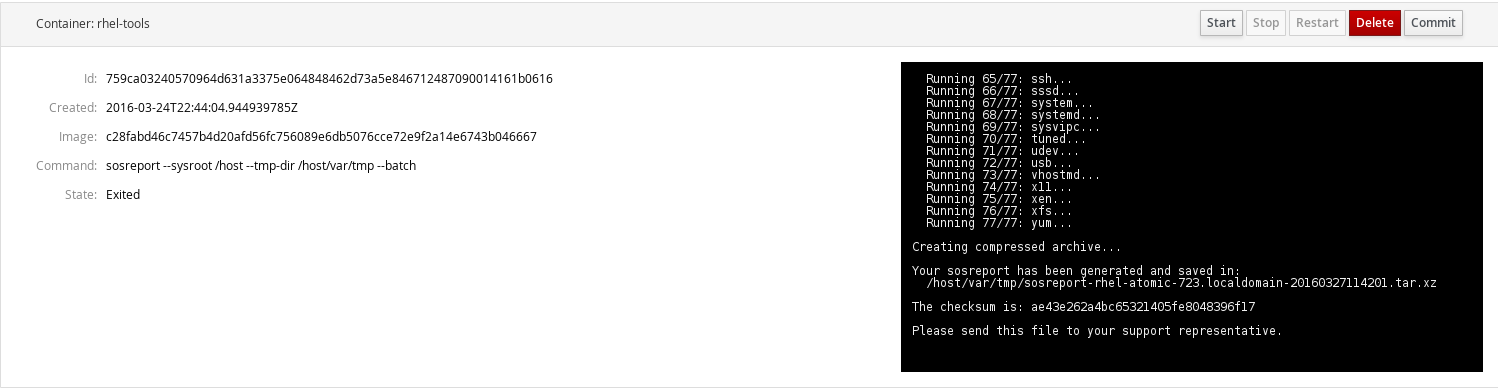 Container: rhel-tools
Start Stop Restart Delete Commit
Id: 759ca03240570964d631a3375e064848462d73a5e846712487090014161b0616
Created: 2016-03-24T22:44:04.944939785Z
Image: c28fabd46c7457b4d20afd56fc756089e6db5076cce72e9f2a14e6743b046667
Command: sosreport --sysroot /host --tmp-dir /host/var/tmp --batch
State: Exited
Running 65/77: ssh...
Running 66/77: sssd...
Running 67/77: system...
Running 68/77: systemd...
Running 69/77: sysvipc...
Running 70/77: tuned...
Running 71/77: udev...
Running 72/77: usb...
Running 73/77: vhostmd...
Running 74/77: x11...
Running 75/77: xen...
Running 76/77: xfs...
Running 77/77: yum...
Creating compressed archive...
Your sosreport has been generated and saved in:
/host/var/tmp/sosreport-rhel-atomic-723.localdomain-20160327114201.tar.xz
The checksum is: ae43e262a4bc65321405fe8048396f17
Please send this file to your support representative.